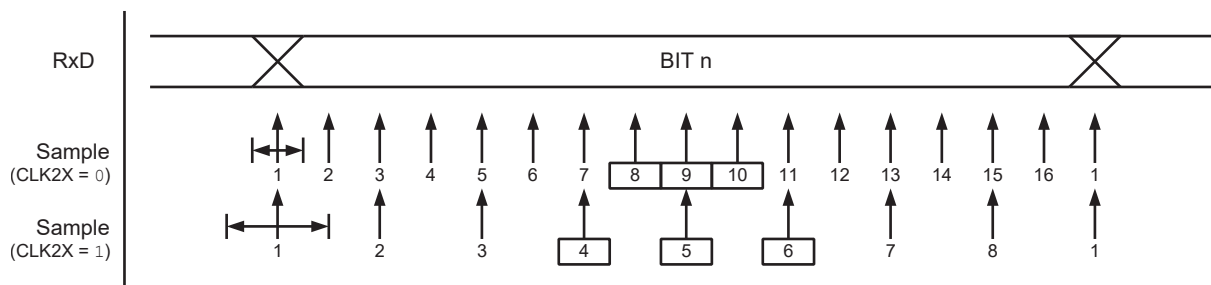 RxD BIT n
Sample
(CLK2X = 0) 1 2 3 4 5 6 7 8 9 10 11 12 13 14 15 16 1
Sample
(CLK2X = 1) 1 2 3 4 5 6 7 8 1